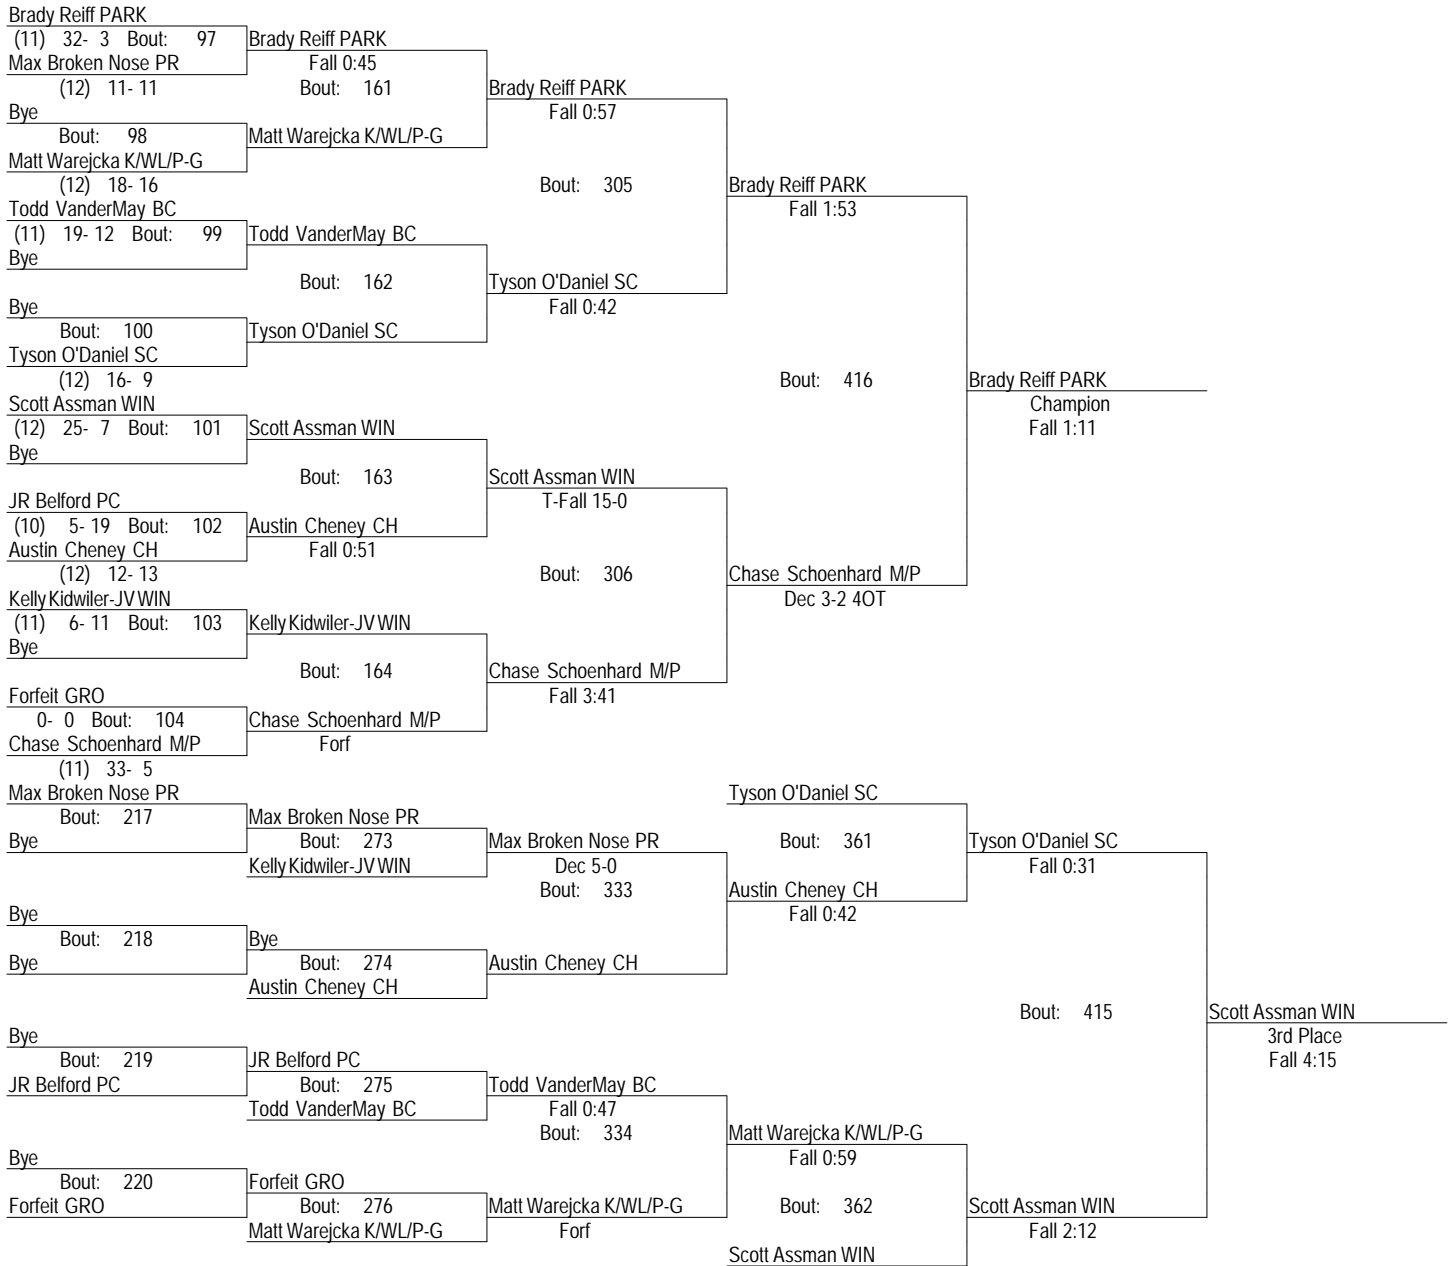 Brady Reiff PARK
(11) 32- 3 Bout: 97 Brady Reiff PARK
Max Broken Nose PR Fall 0:45
(12) 11- 11 Bout: 161 Brady Reiff PARK
Bye Fall 0:57
Bout: 98 Matt Warejcka K/WL/P-G
Matt Warejcka K/WL/P-G
(12) 18- 16 Bout: 305 Brady Reiff PARK
Todd VanderMay BC Fall 1:53
(11) 19- 12 Bout: 99 Todd VanderMay BC
Bye
Bout: 162 Tyson O'Daniel SC
Bye Fall 0:42
Bout: 100 Tyson O'Daniel SC
Tyson O'Daniel SC
(12) 16- 9 Bout: 416 Brady Reiff PARK
Scott Assman WIN Champion
(12) 25- 7 Bout: 101 Scott Assman WIN Fall 1:11
Bye
Bout: 163 Scott Assman WIN
JR Belford PC T-Fall 15-0
(10) 5- 19 Bout: 102 Austin Cheney CH
Austin Cheney CH Fall 0:51
(12) 12- 13 Bout: 306 Chase Schoenhard M/P
Kelly Kidwiler-JV WIN Dec 3-2 4OT
(11) 6- 11 Bout: 103 Kelly Kidwiler-JV WIN
Bye
Bout: 164 Chase Schoenhard M/P
Forfeit GRO Fall 3:41
0- 0 Bout: 104 Chase Schoenhard M/P
Chase Schoenhard M/P Forf
(11) 33- 5
Max Broken Nose PR Tyson O'Daniel SC
Bout: 217 Max Broken Nose PR
Bye Bout: 273 Max Broken Nose PR Bout: 361 Tyson O'Daniel SC
Kelly Kidwiler-JV WIN Dec 5-0 Fall 0:31
Bout: 333 Austin Cheney CH
Bye Fall 0:42
Bout: 218 Bye
Bye Bout: 274 Austin Cheney CH
Austin Cheney CH
Bout: 415 Scott Assman WIN
Bye 3rd Place
Bout: 219 JR Belford PC Fall 4:15
JR Belford PC Bout: 275 Todd VanderMay BC
Todd VanderMay BC Fall 0:47
Bout: 334 Matt Warejcka K/WL/P-G
Bye Fall 0:59
Bout: 220 Forfeit GRO
Forfeit GRO Bout: 276 Matt Warejcka K/WL/P-G Bout: 362 Scott Assman WIN
Matt Warejcka K/WL/P-G Forf Fall 2:12
Scott Assman WIN